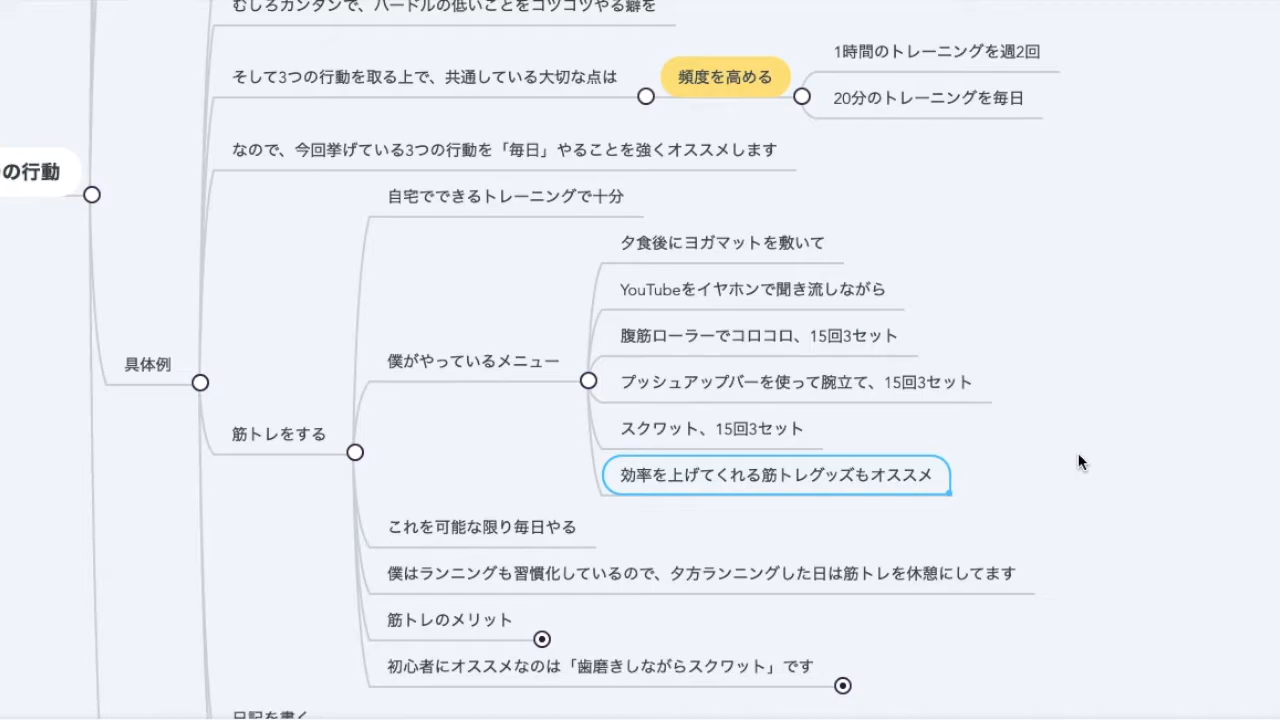 むしろカンタンで、ハードルの低いことをコツコツやる癖を
そして3つの行動を取る上で、共通している大切な点は
頻度を高める
1時間のトレーニングを週2回
20分のトレーニングを毎日
なので、今回挙げている3つの行動を「毎日」やることを強くオススメします
の行動
具体例
筋トレをする
自宅でできるトレーニングで十分
僕がやっているメニュー
夕食後にヨガマットを敷いて
YouTubeをイヤホンで聞き流しながら
腹筋ローラーでコロコロ、15回3セット
プッシュアップバーを使って腕立て、15回3セット
スクワット、15回3セット
効率を上げてくれる筋トレグッズもオススメ
これを可能な限り毎日やる
僕はランニングも習慣化しているので、夕方ランニングした日は筋トレを休憩にしてます
筋トレのメリット
初心者にオススメなのは「歯磨きしながらスクワット」です
日記を書く